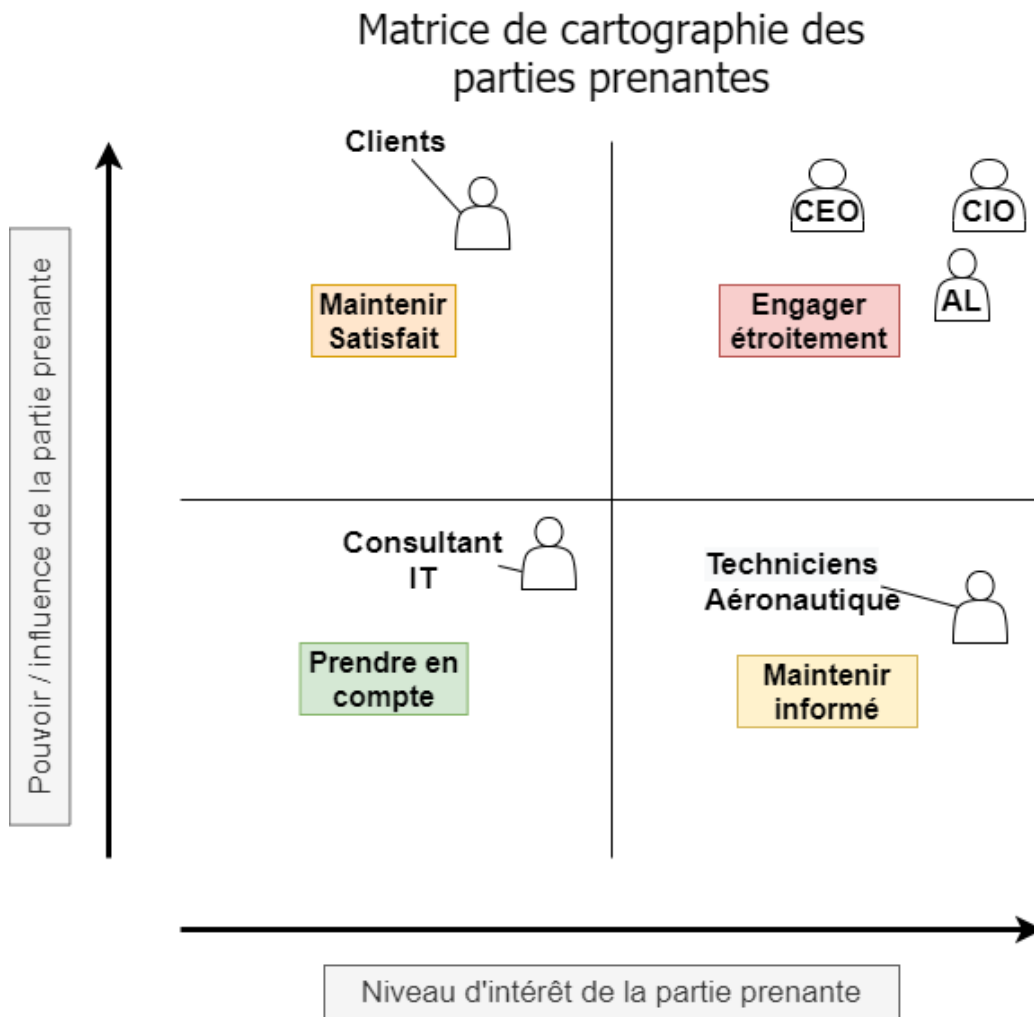 Matrice de cartographie des
parties prenantes
Pouvoir / influence de la partie prenante
Clients
CEO
CIO
AL
Maintenir
Satisfait
Engager
étroitement
Consultant
IT
Techniciens
Aéronautique
Prendre en
compte
Maintenir
informé
Niveau d'intérêt de la partie prenante